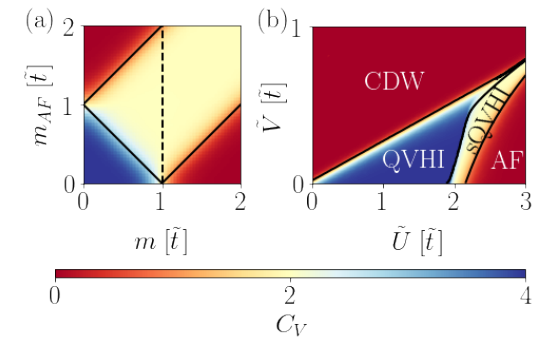 (a)
2
1
0
m_AF [t̃]
0
1
2
m [t̃]
(b)
1
0
Ṽ [t̃]
CDW
QVHI
sQVHI
AF
0
1
2
3
Ũ [t̃]
0
2
4
C_V